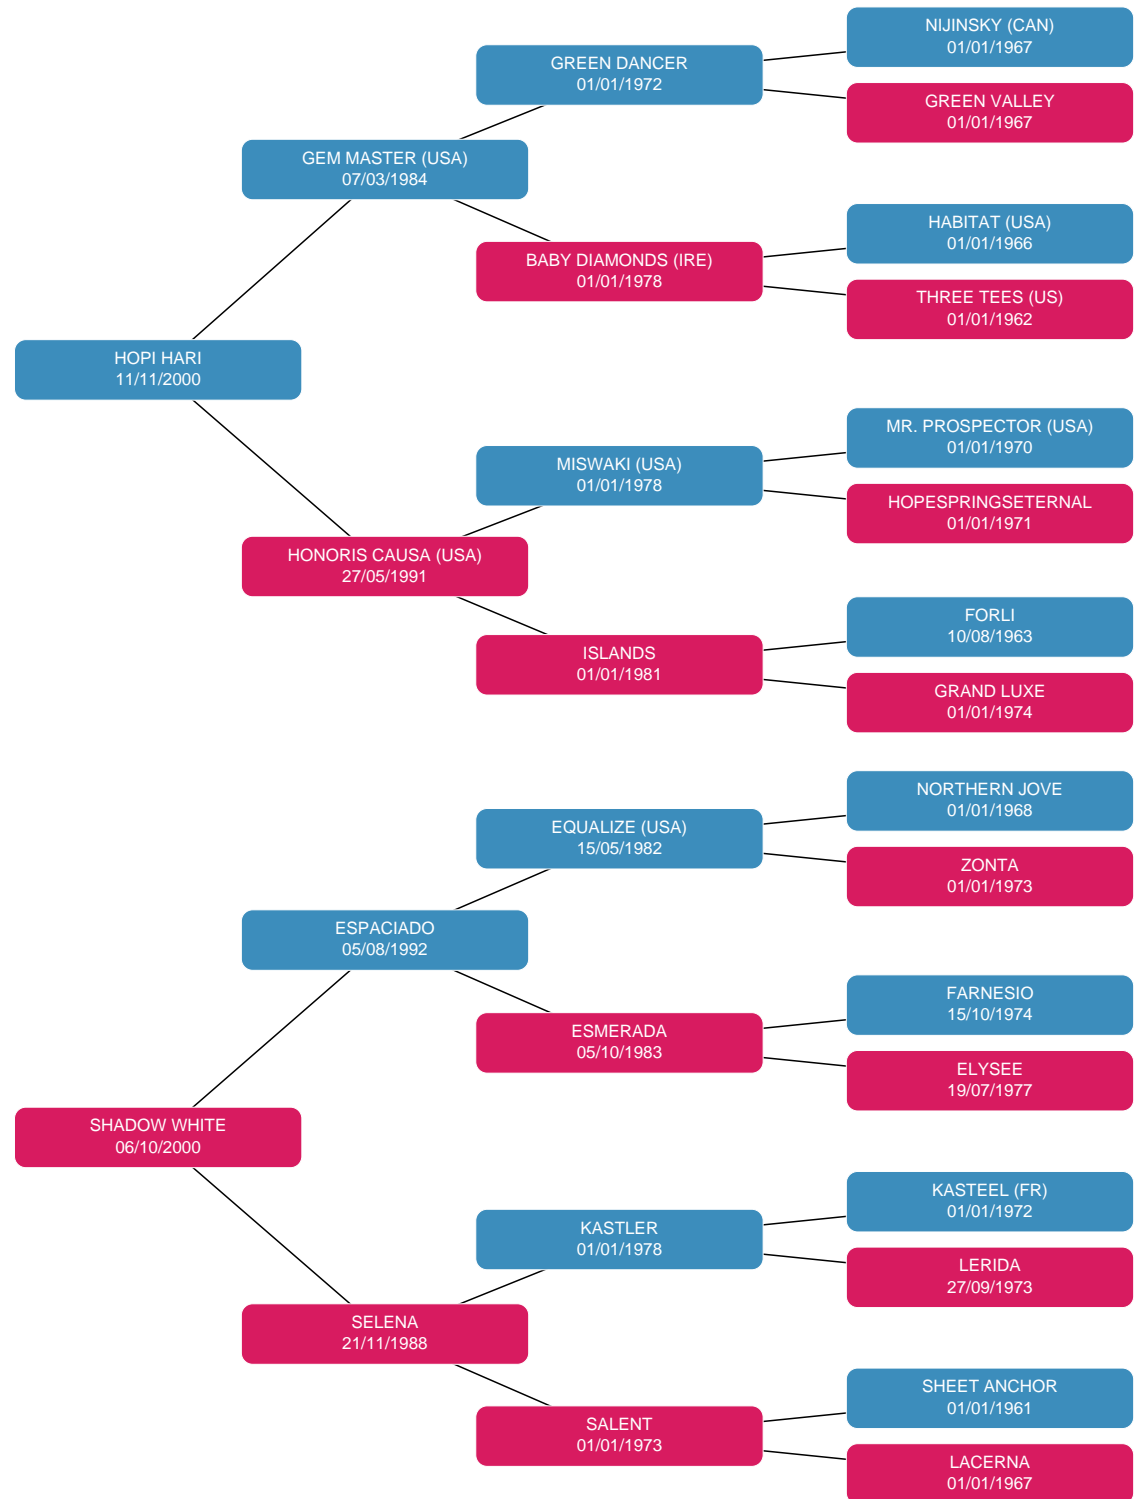 NIJINSKY (CAN)
01/01/1967
GREEN DANCER
01/01/1972
GREEN VALLEY
01/01/1967
GEM MASTER (USA)
07/03/1984
HABITAT (USA)
01/01/1966
BABY DIAMONDS (IRE)
01/01/1978
THREE TEES (US)
01/01/1962
HOPI HARI
11/11/2000
MR. PROSPECTOR (USA)
01/01/1970
MISWAKI (USA)
01/01/1978
HOPESPRINGSETERNAL
01/01/1971
HONORIS CAUSA (USA)
27/05/1991
FORLI
10/08/1963
ISLANDS
01/01/1981
GRAND LUXE
01/01/1974
NORTHERN JOVE
01/01/1968
EQUALIZE (USA)
15/05/1982
ZONTA
01/01/1973
ESPACIADO
05/08/1992
FARNESIO
15/10/1974
ESMERADA
05/10/1983
ELYSEE
19/07/1977
SHADOW WHITE
06/10/2000
KASTEEL (FR)
01/01/1972
KASTLER
01/01/1978
LERIDA
27/09/1973
SELENA
21/11/1988
SHEET ANCHOR
01/01/1961
SALENT
01/01/1973
LACERNA
01/01/1967